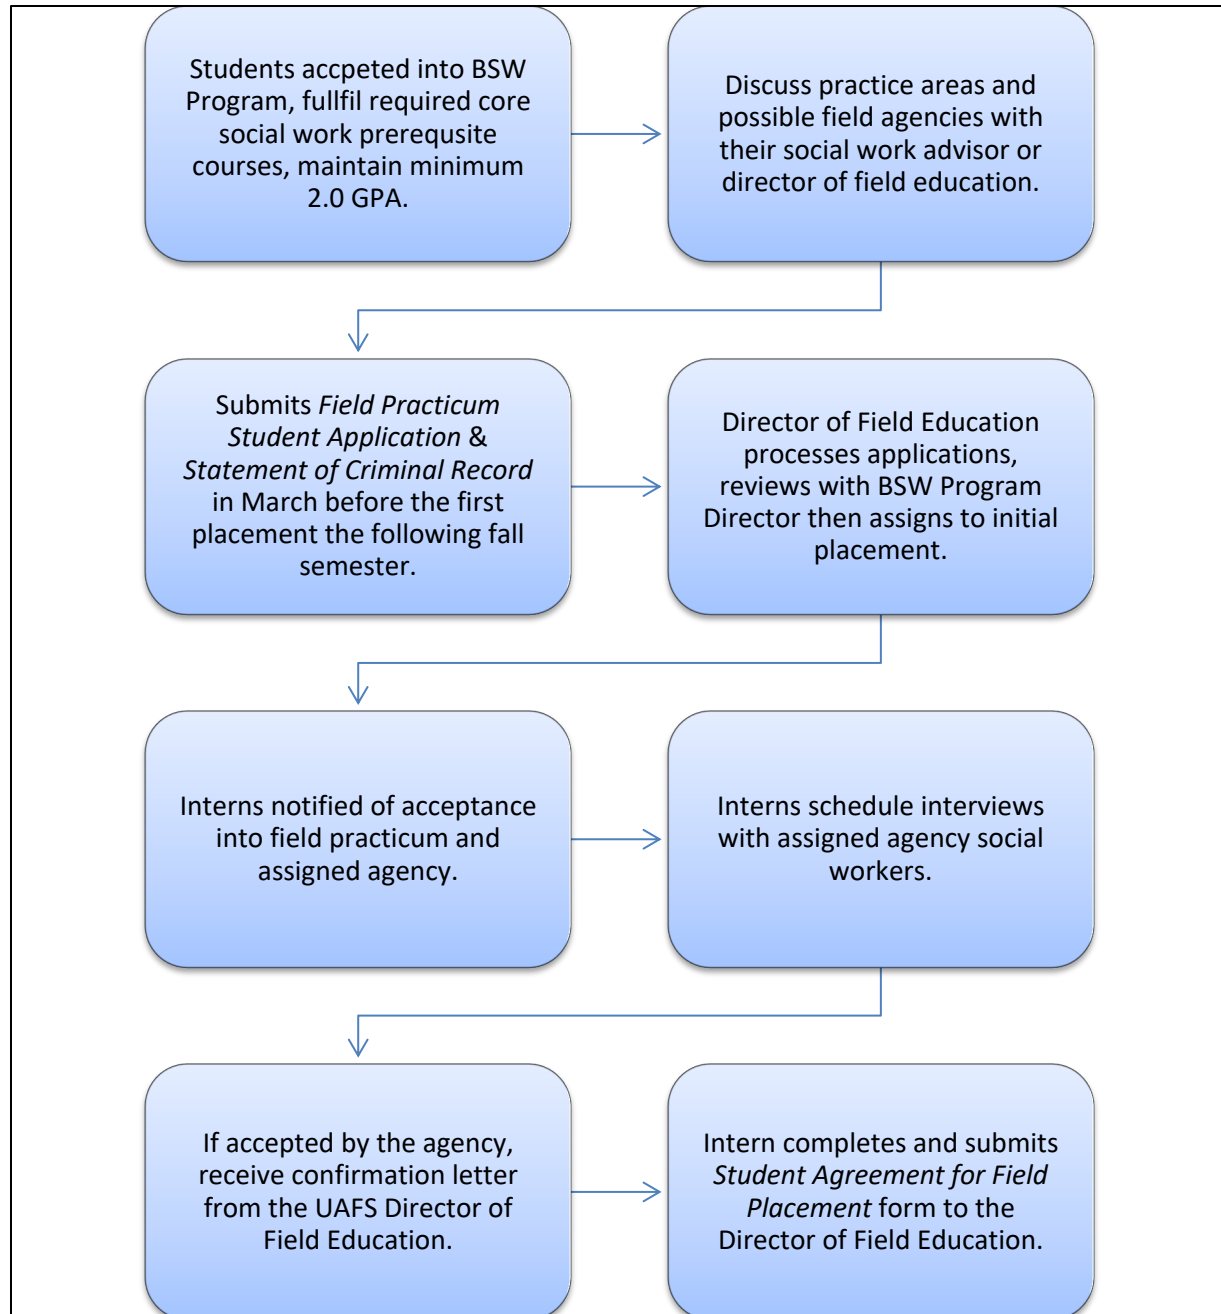 Students accpeted into BSW
Program, fullfil required core
social work prerequsite
courses, maintain minimum
2.0 GPA.
Discuss practice areas and
possible field agencies with
their social work advisor or
director of field education.
Submits Field Practicum
Student Application &
Statement of Criminal Record
in March before the first
placement the following fall
semester.
Director of Field Education
processes applications,
reviews with BSW Program
Director then assigns to initial
placement.
Interns notified of acceptance
into field practicum and
assigned agency.
Interns schedule interviews
with assigned agency social
workers.
If accepted by the agency,
receive confirmation letter
from the UAFS Director of
Field Education.
Intern completes and submits
Student Agreement for Field
Placement form to the
Director of Field Education.